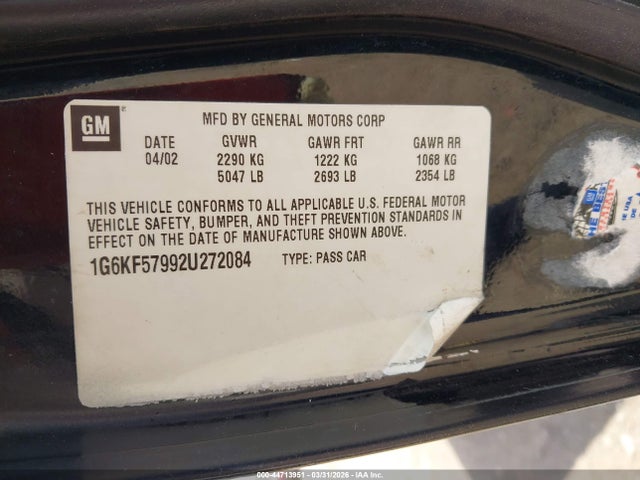 GM
MFD BY GENERAL MOTORS CORP
DATE GVWR GAWR FRT GAWR RR
04/02 2290 KG 1222 KG 1068 KG
5047 LB 2693 LB 2354 LB
THIS VEHICLE CONFORMS TO ALL APPLICABLE U.S. FEDERAL MOTOR
VEHICLE SAFETY, BUMPER, AND THEFT PREVENTION STANDARDS IN
EFFECT ON THE DATE OF MANUFACTURE SHOWN ABOVE.
1G6KF57992U272084 TYPE: PASS CAR
000-44713951 - 03/31/2026 - IAAI.COM